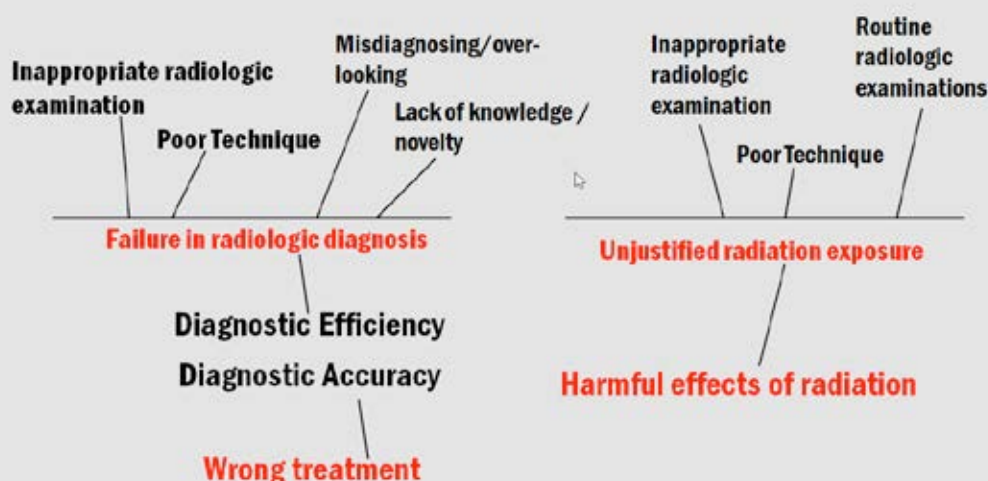 Inappropriate radiologic
examination
Poor Technique
Misdiagnosing/over-
looking
Lack of knowledge /
novelty
Failure in radiologic diagnosis
Diagnostic Efficiency
Diagnostic Accuracy
Wrong treatment
Inappropriate
radiologic
examination
Poor Technique
Routine
radiologic
examinations
Unjustified radiation exposure
Harmful effects of radiation